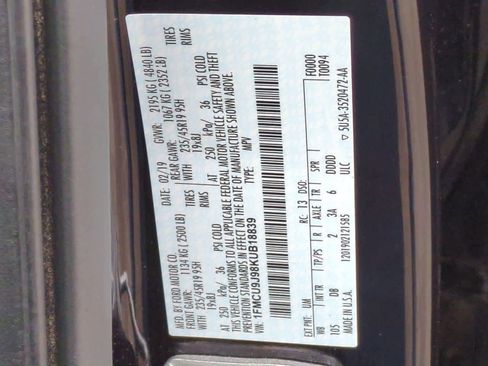 MFD. BY FORD MOTOR CO.
DATE: 02/19 GVWR: 2195 KG ( 4840 LB)
FRONT GAWR: 1134 KG ( 2500 LB) REAR GAWR: 1067 KG ( 2352 LB)
WITH 235/45R19 95H TIRES WITH 235/45R19 95H TIRES
19x8J RIMS 19x8J RIMS
AT 250 kPa/ 36 PSI COLD AT 250 kPa/ 36 PSI COLD
THIS VEHICLE CONFORMS TO ALL APPLICABLE FEDERAL MOTOR VEHICLE SAFETY AND THEFT
PREVENTION STANDARDS IN EFFECT ON THE DATE OF MANUFACTURE SHOWN ABOVE.
VIN: 1FMCU9J98KUB18839
TYPE: MPV
F0000
T0094
EXT PNT: UM RC: 13 DSO:
WB BRK INT TR TP/PS R AXLE TR SPR
105 DB 2 3A 6 DDDD
MADE IN U.S.A. 1201902121585 ULC
5U5A-3520472-AA